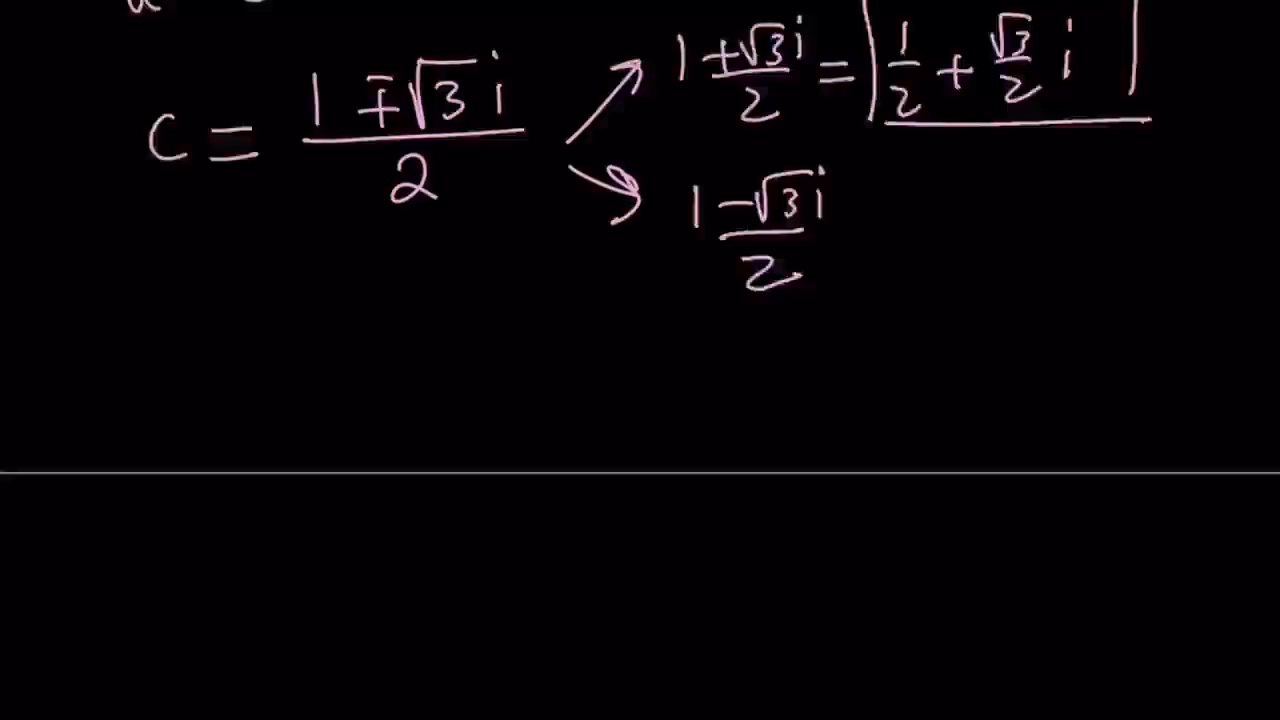 c = (1 ∓ √3 i)/2
(1 + √3 i)/2 = 1/2 + √3/2 i
(1 − √3 i)/2